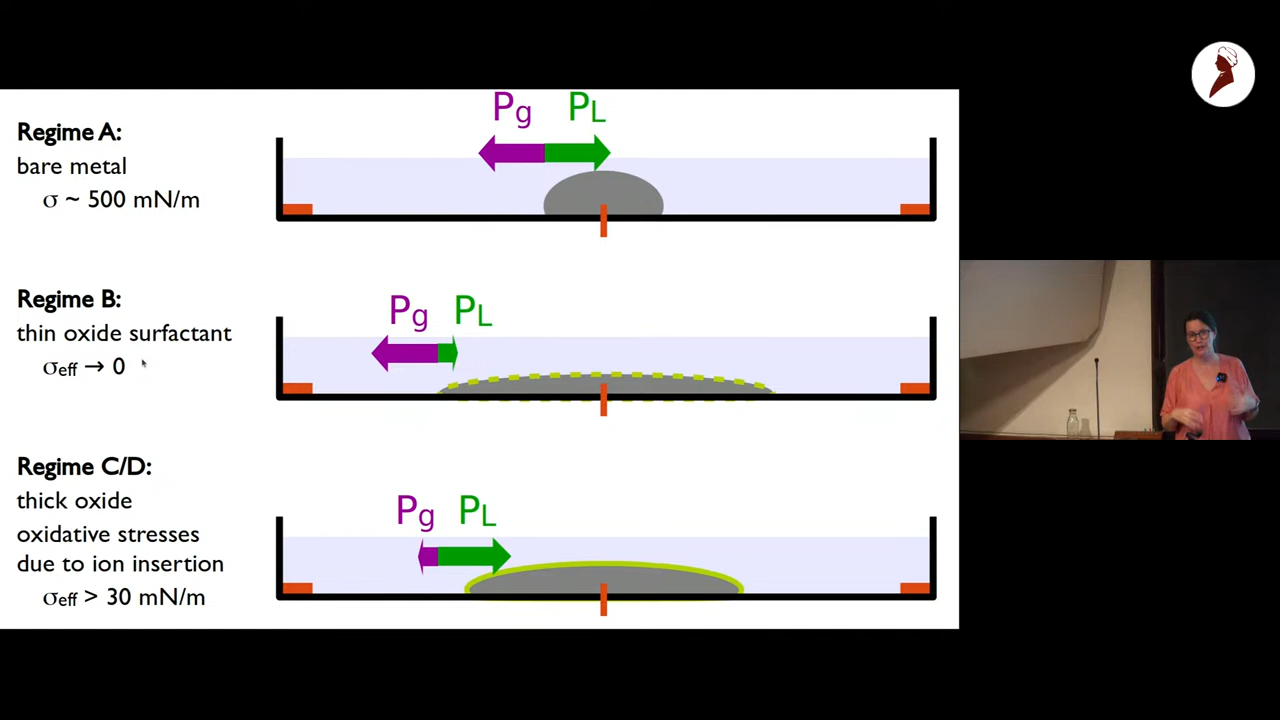 Regime A:
bare metal
σ ~ 500 mN/m
Pg PL
Regime B:
thin oxide surfactant
σeff → 0
Pg PL
Regime C/D:
thick oxide
oxidative stresses
due to ion insertion
σeff > 30 mN/m
Pg PL